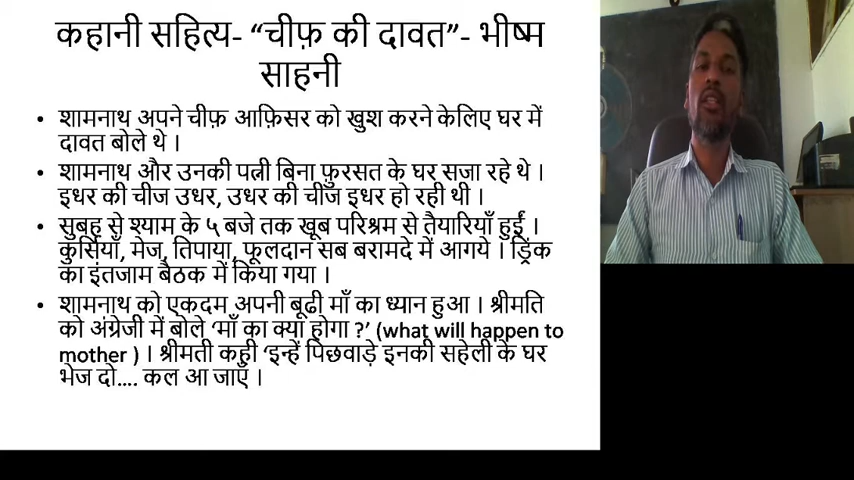 कहानी सहित्य- “चीफ़ की दावत”- भीष्म
साहनी
• शामनाथ अपने चीफ़ आफ़िसर को खुश करने केलिए घर में
दावत बोले थे ।
• शामनाथ और उनकी पत्नी बिना फ़ुरसत के घर सजा रहे थे ।
इधर की चीज उधर, उधर की चीज इधर हो रही थी ।
• सुबह से श्याम के ५ बजे तक खूब परिश्रम से तैयारियाँ हुईं ।
कुर्सियाँ, मेज, तिपाया, फूलदान सब बरामदे में आगये । ड्रिंक
का इंतजाम बैठक में किया गया ।
• शामनाथ को एकदम अपनी बूढी माँ का ध्यान हुआ । श्रीमति
को अंग्रेजी में बोले ‘माँ का क्या होगा ?’ (what will happen to
mother ) । श्रीमती कही ‘इन्हें पिछवाड़े इनकी सहेली के घर
भेज दो.... कल आ जाएँ ।